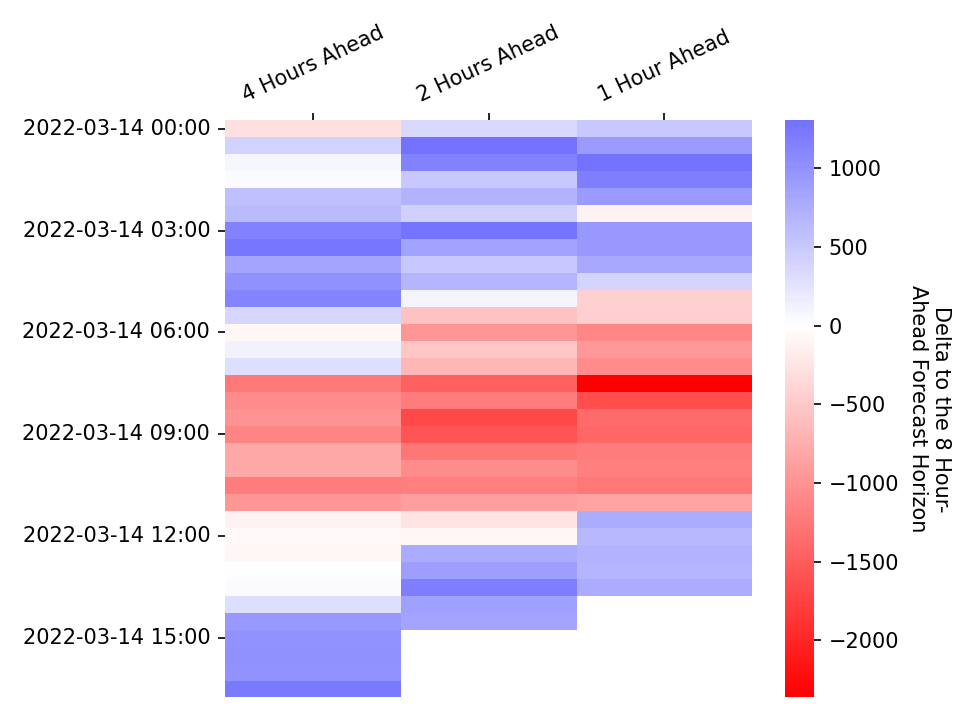 4 Hours Ahead
2 Hours Ahead
1 Hour Ahead
2022-03-14 00:00
2022-03-14 03:00
2022-03-14 06:00
2022-03-14 09:00
2022-03-14 12:00
2022-03-14 15:00
1000
500
0
−500
−1000
−1500
−2000
Delta to the 8 Hour-
Ahead Forecast Horizon